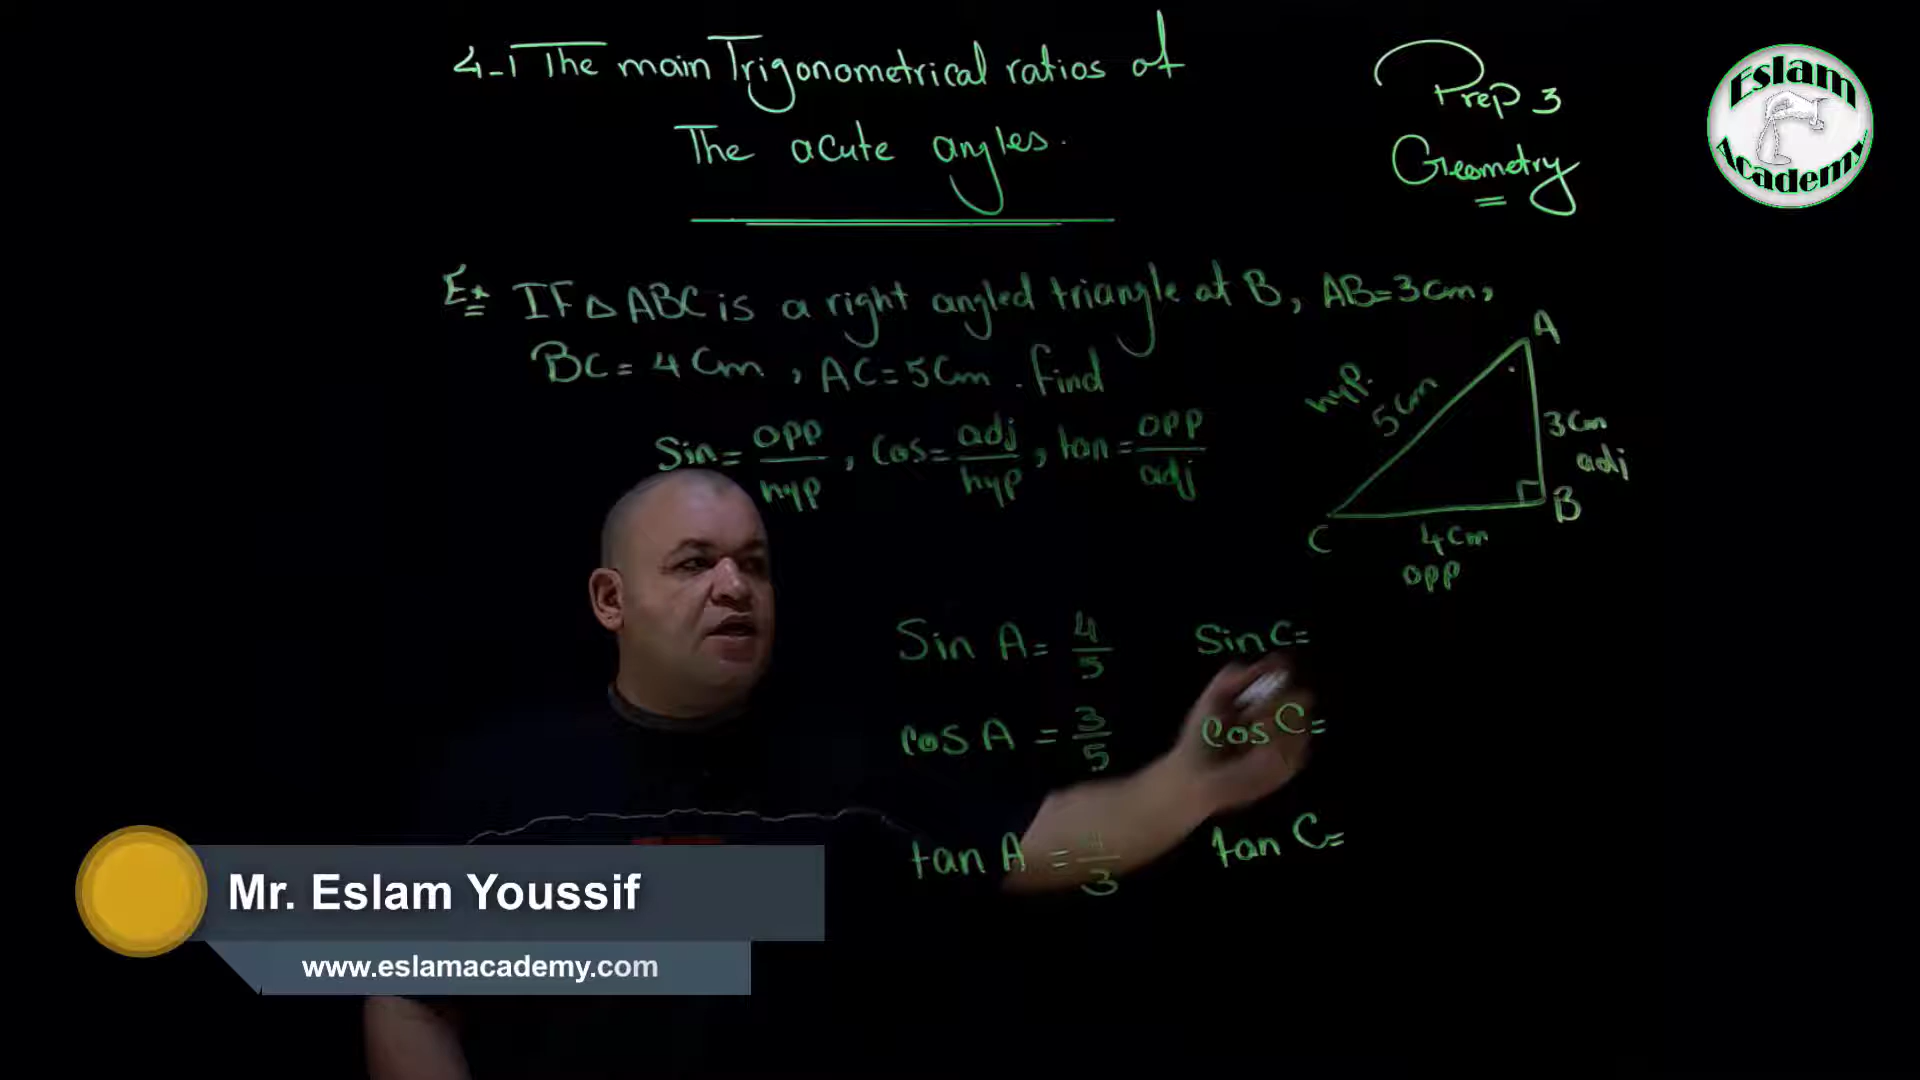 4-1 The main Trigonometrical ratios of
The acute angles.
Prep 3
Geometry
Eslam
Academy
Ex IF △ ABC is a right angled triangle at B, AB=3cm,
BC=4cm, AC=5cm. find
Sin=opp/hyp, Cos=adj/hyp, tan=opp/adj
A
hyp.
5cm
3cm
adj
B
C
4cm
opp
Sin A=4/5 Sin C=
cos A=3/5 cos C=
tan A=4/3 tan C=
Mr. Eslam Youssif
www.eslamacademy.com